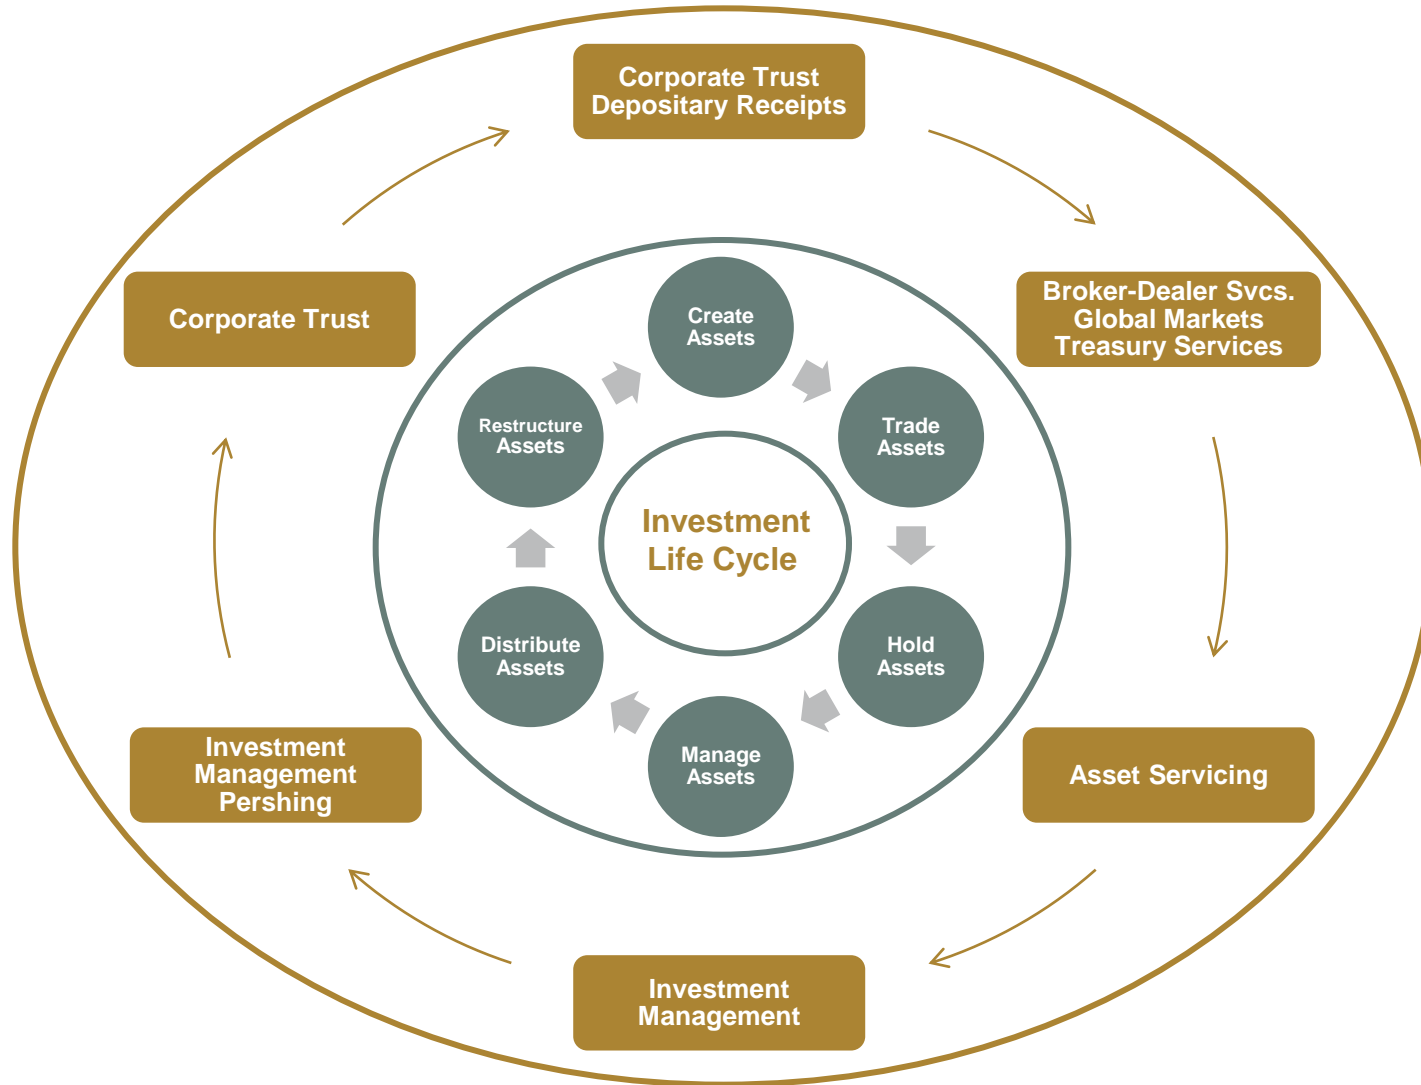 Corporate Trust
Depositary Receipts
Corporate Trust
Broker-Dealer Svcs.
Global Markets
Treasury Services
Create
Assets
Restructure
Assets
Trade
Assets
Investment
Life Cycle
Distribute
Assets
Hold
Assets
Manage
Assets
Investment
Management
Pershing
Asset Servicing
Investment
Management